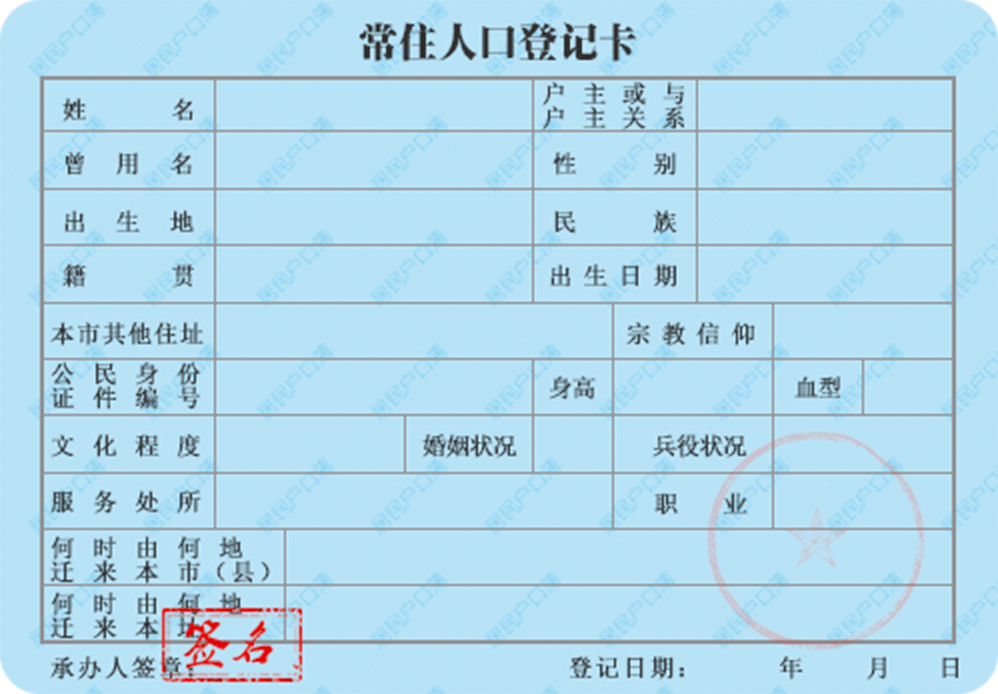 常住人口登记卡
姓 名 户主或与户主关系
曾用名 性 别
出生地 民 族
籍 贯 出生日期
本市其他住址 宗教信仰
公民身份证件编号 身高 血型
文化程度 婚姻状况 兵役状况
服务处所 职 业
何时由何地迁来本市（县）
何时由何地迁来本址
签名
承办人签章： 登记日期： 年 月 日